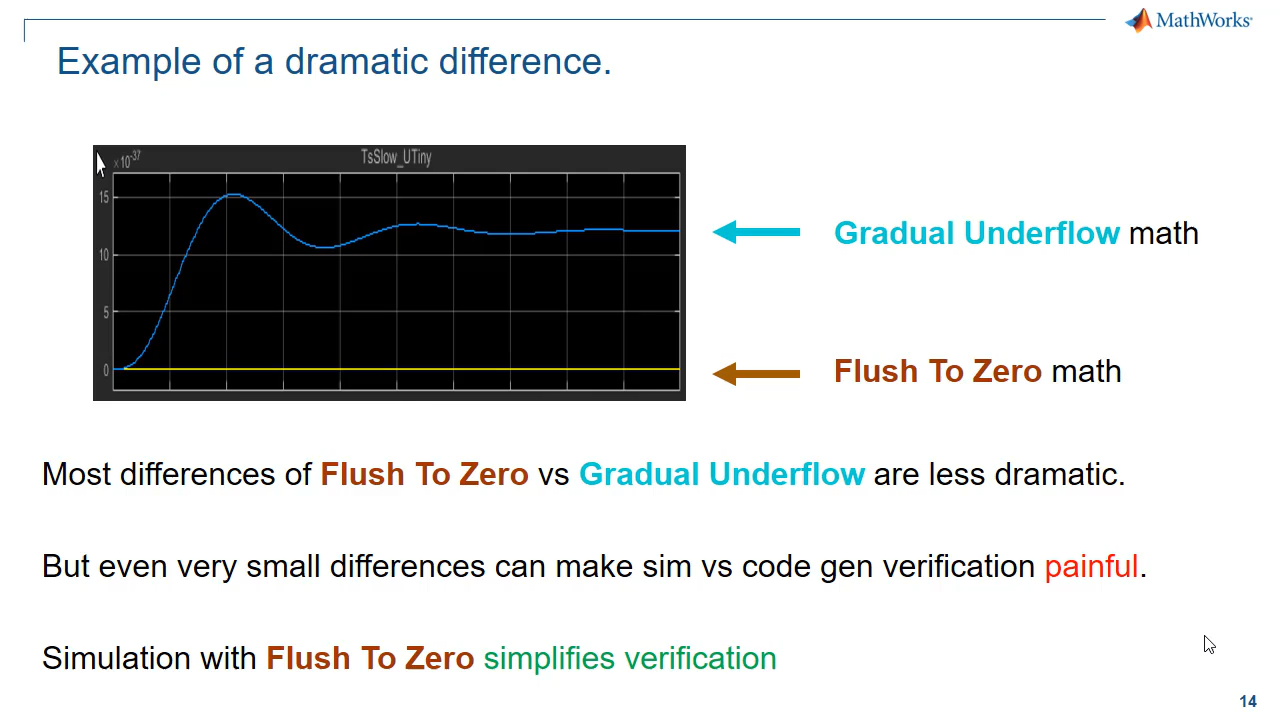 MathWorks®
Example of a dramatic difference.
×10⁻³⁷
TsSlow_UTiny
15
10
5
0
Gradual Underflow math
Flush To Zero math
Most differences of Flush To Zero vs Gradual Underflow are less dramatic.
But even very small differences can make sim vs code gen verification painful.
Simulation with Flush To Zero simplifies verification
14